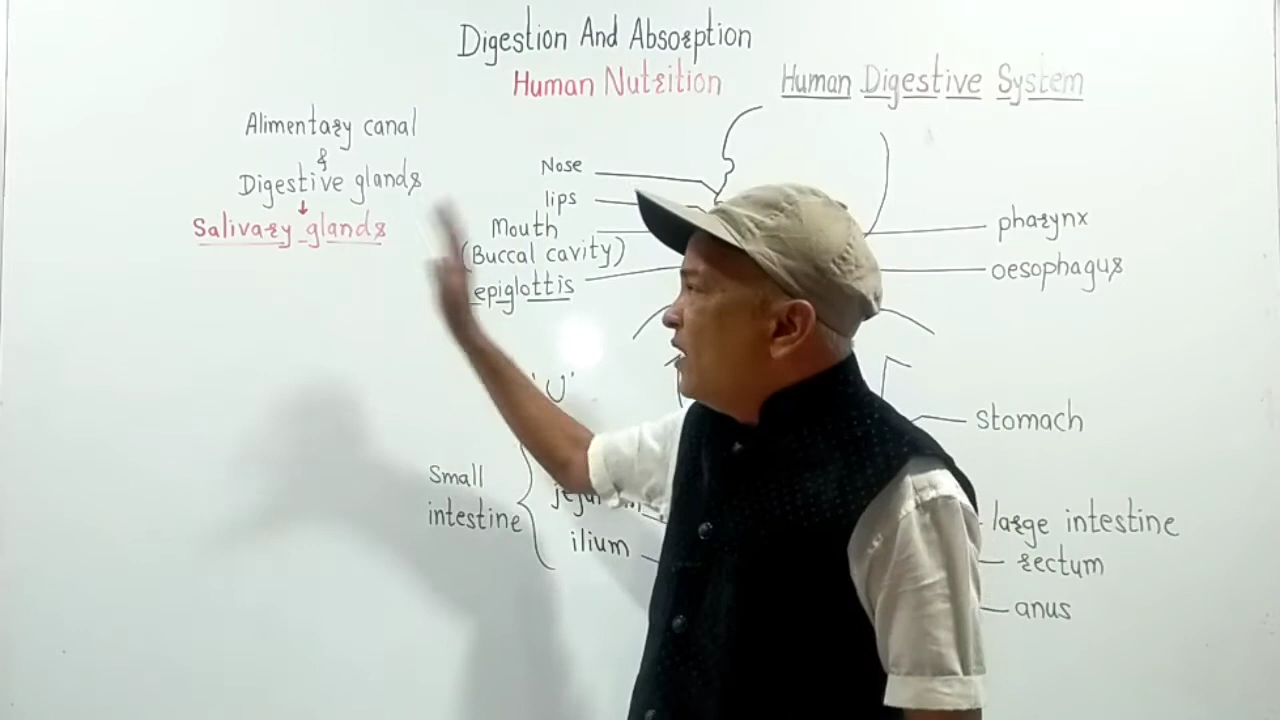 Digestion And Absorption
Human Nutrition
Human Digestive System
Alimentary canal
&
Digestive glands
Salivary glands
Nose
lips
Mouth
(Buccal cavity)
epiglottis
pharynx
oesophagus
'U'
stomach
Small
intestine
ilium
large intestine
rectum
anus